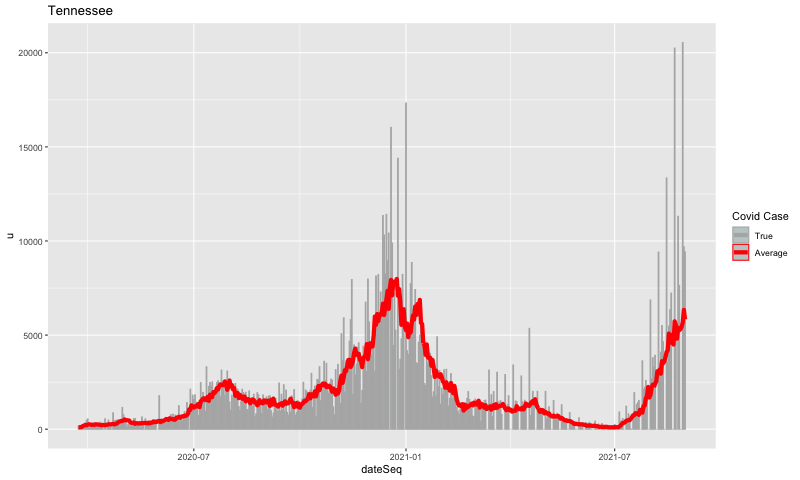 Tennessee
20000
15000
10000
5000
0
u
2020-07
2021-01
2021-07
dateSeq
Covid Case
True
Average